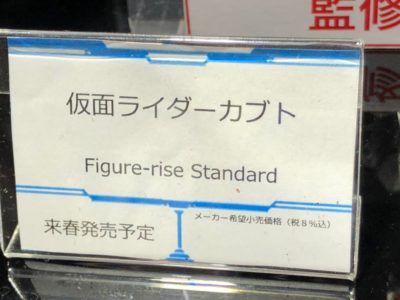 監修
仮面ライダーカブト
Figure-rise Standard
来春発売予定
メーカー希望小売価格（税８%込）